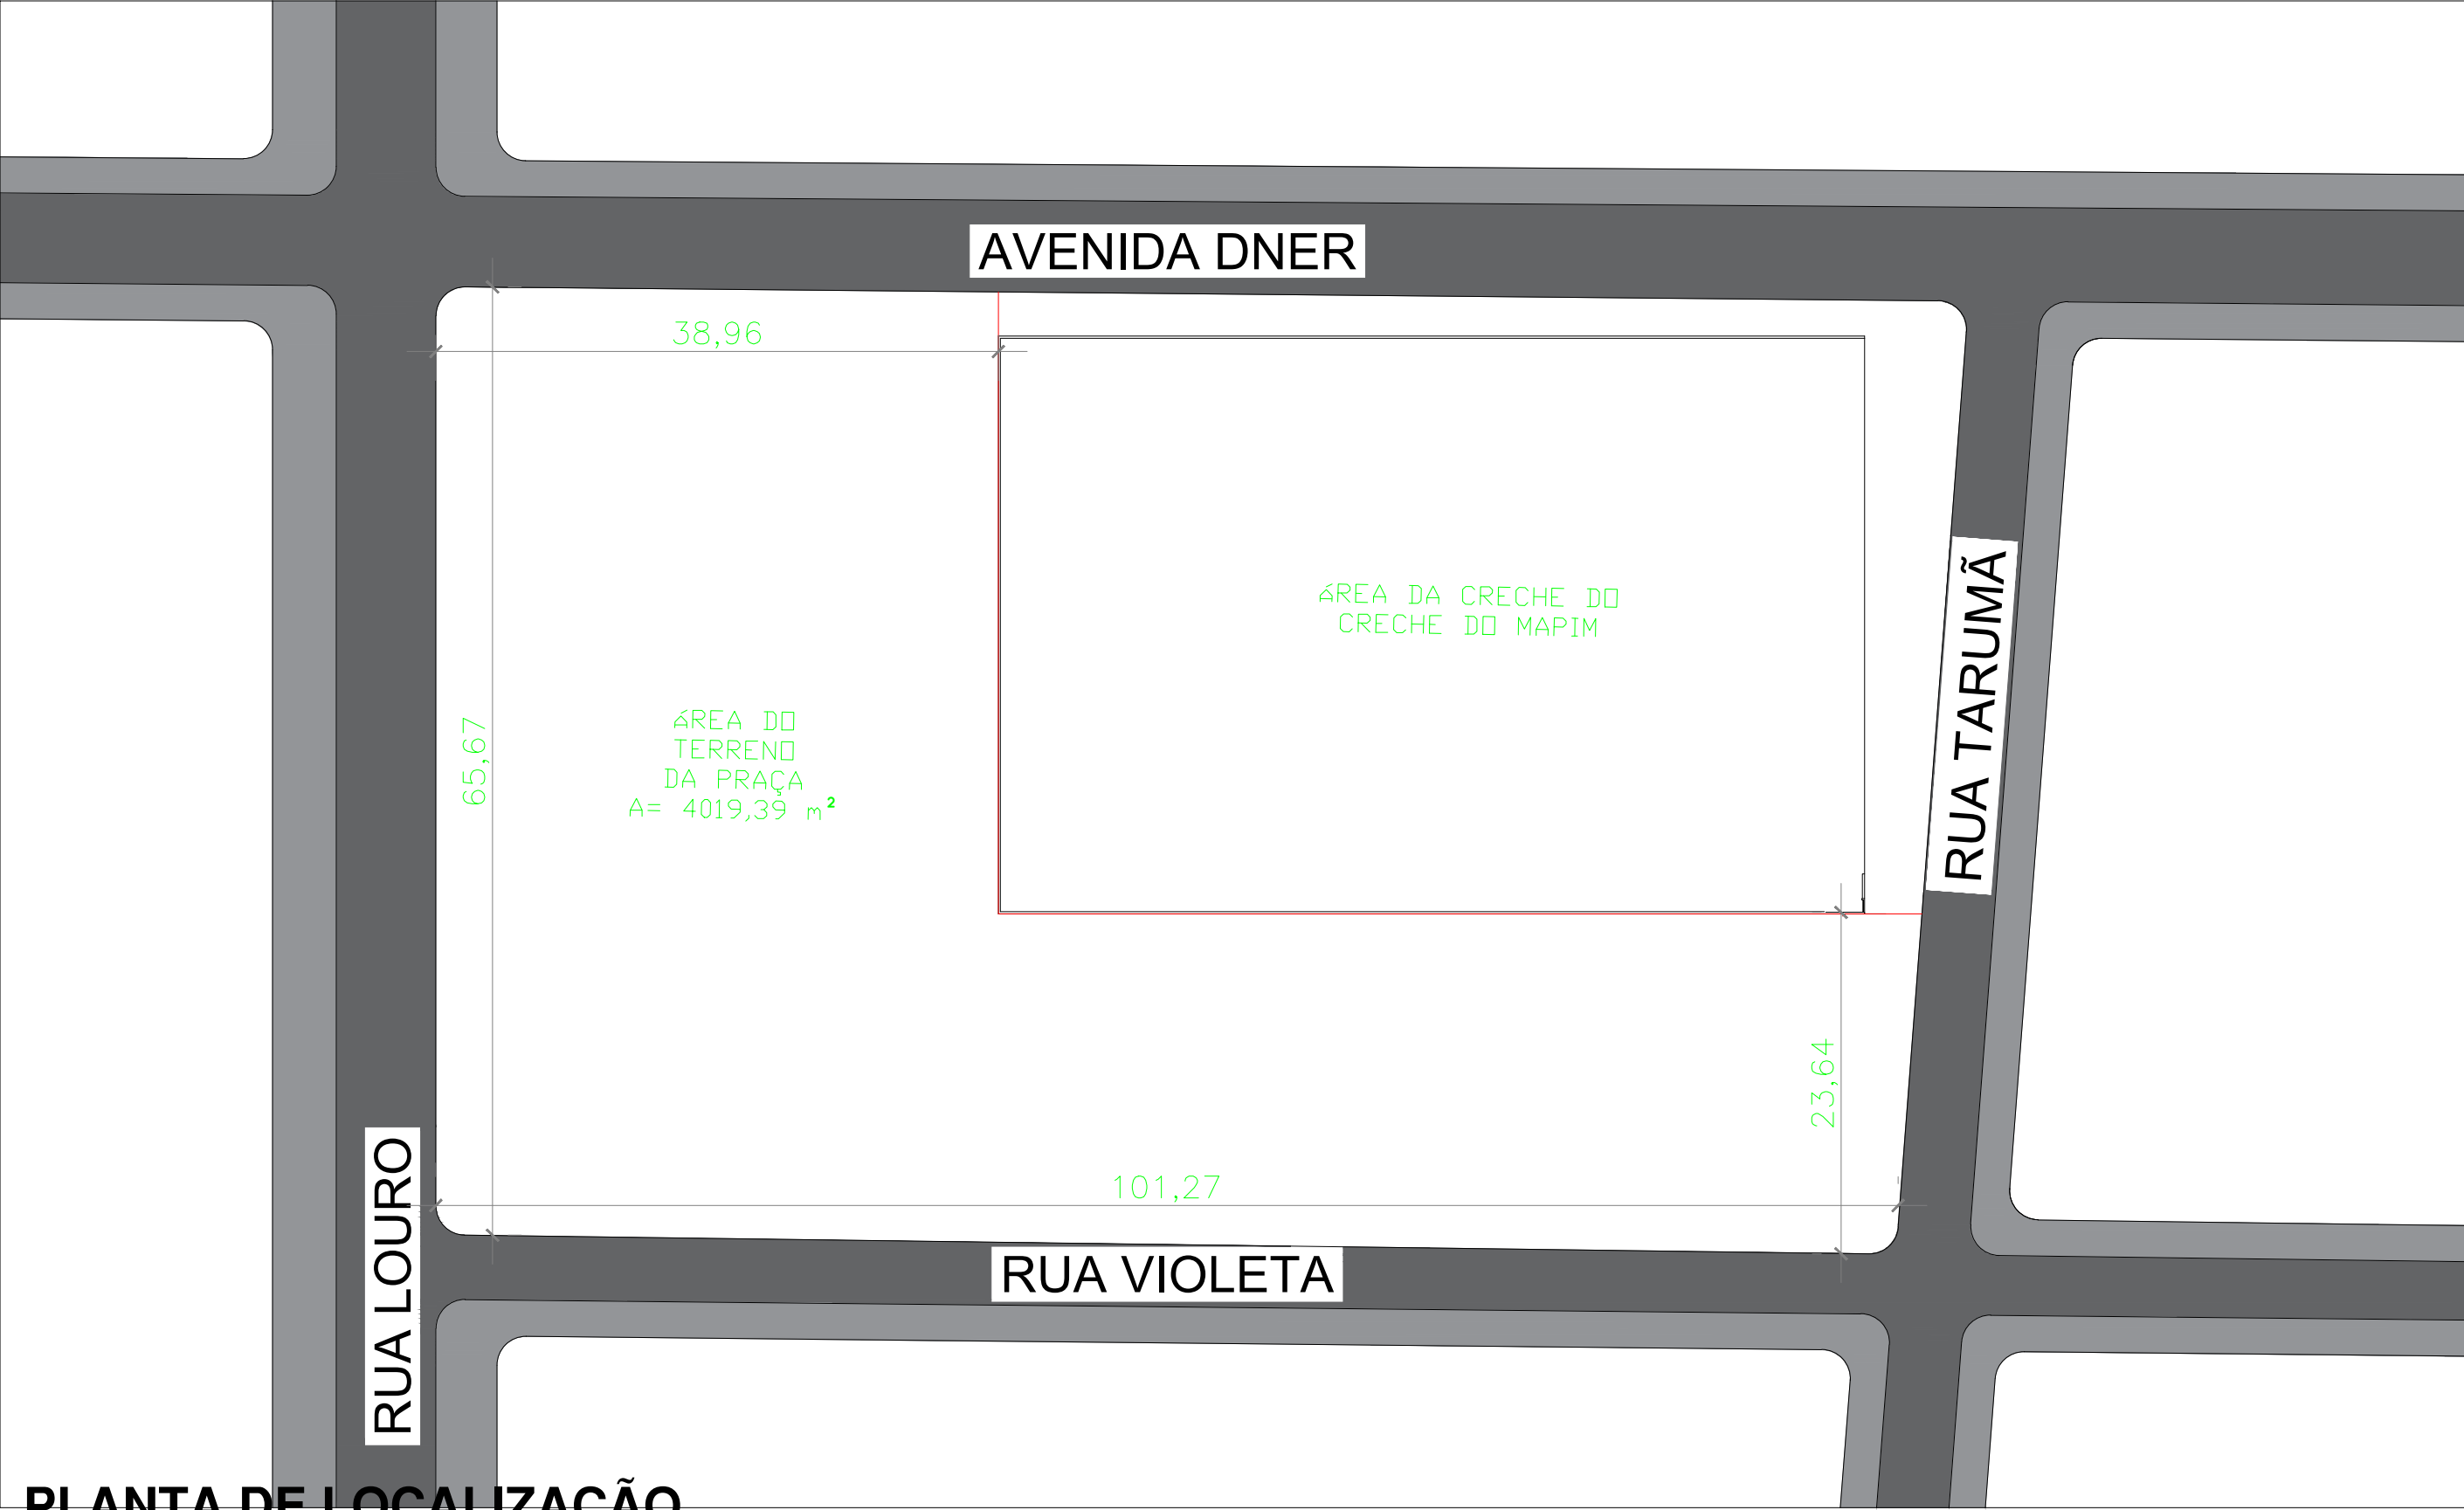 AVENIDA DNER
38,96
ÁREA DA CRECHE DO
CRECHE DO MAPIM
RUA TARUMÃ
65,67
ÁREA DO
TERRENO
DA PRAÇA
A= 4019,39 m²
23,64
101,27
RUA LOURO
RUA VIOLETA
PLANTA DE LOCALIZAÇÃO